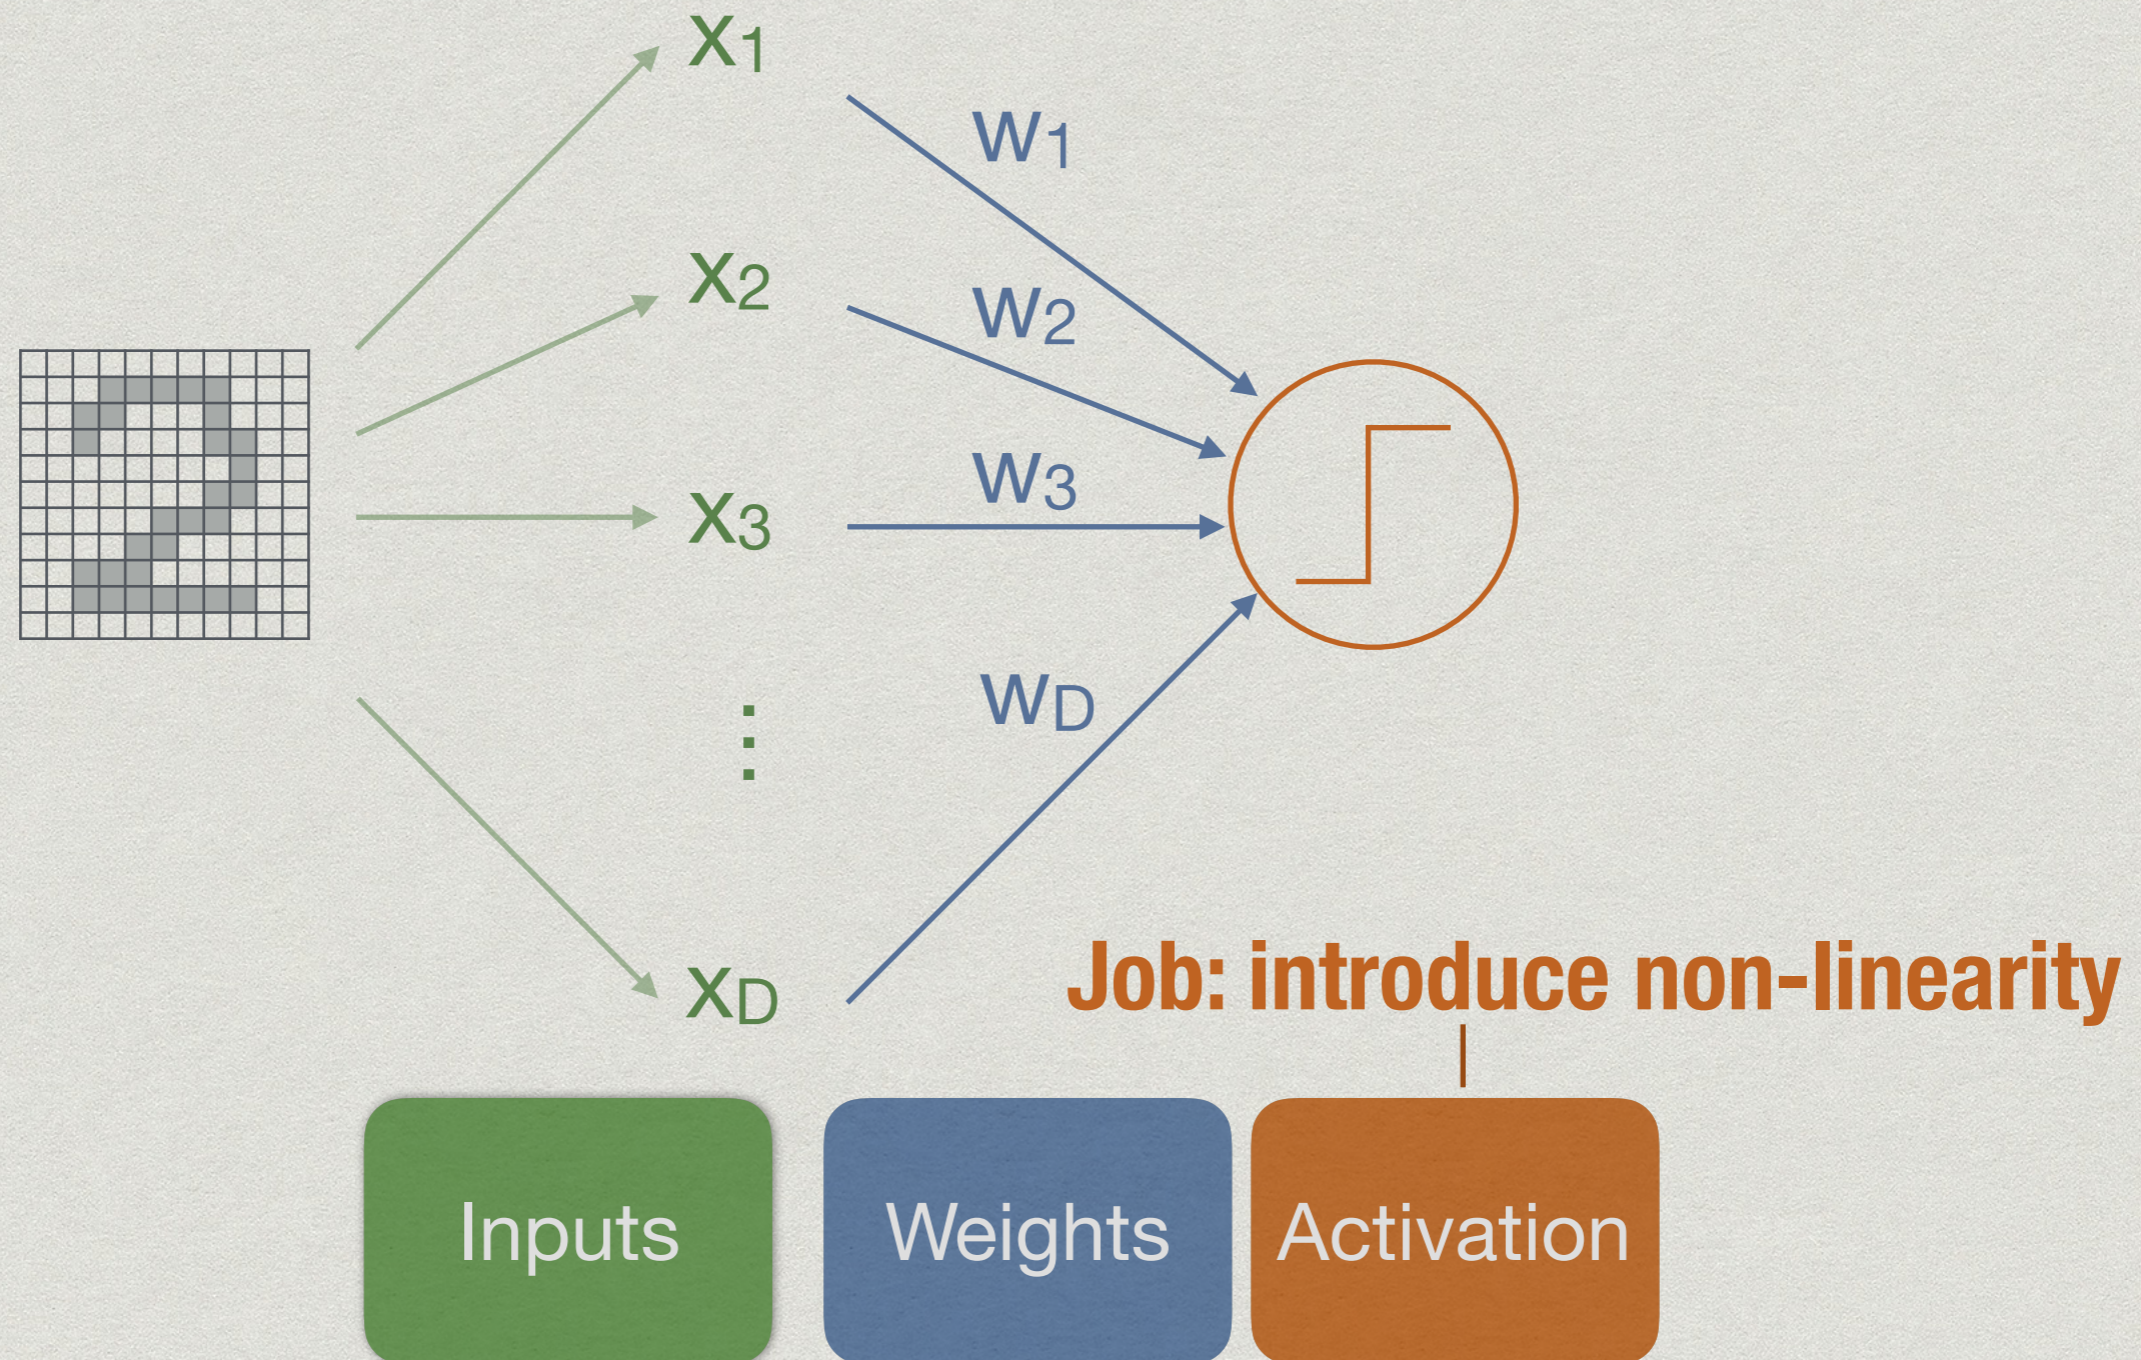 x1
w1
x2
w2
w3
x3
wD
⋮
xD
Job: introduce non-linearity
Inputs
Weights
Activation